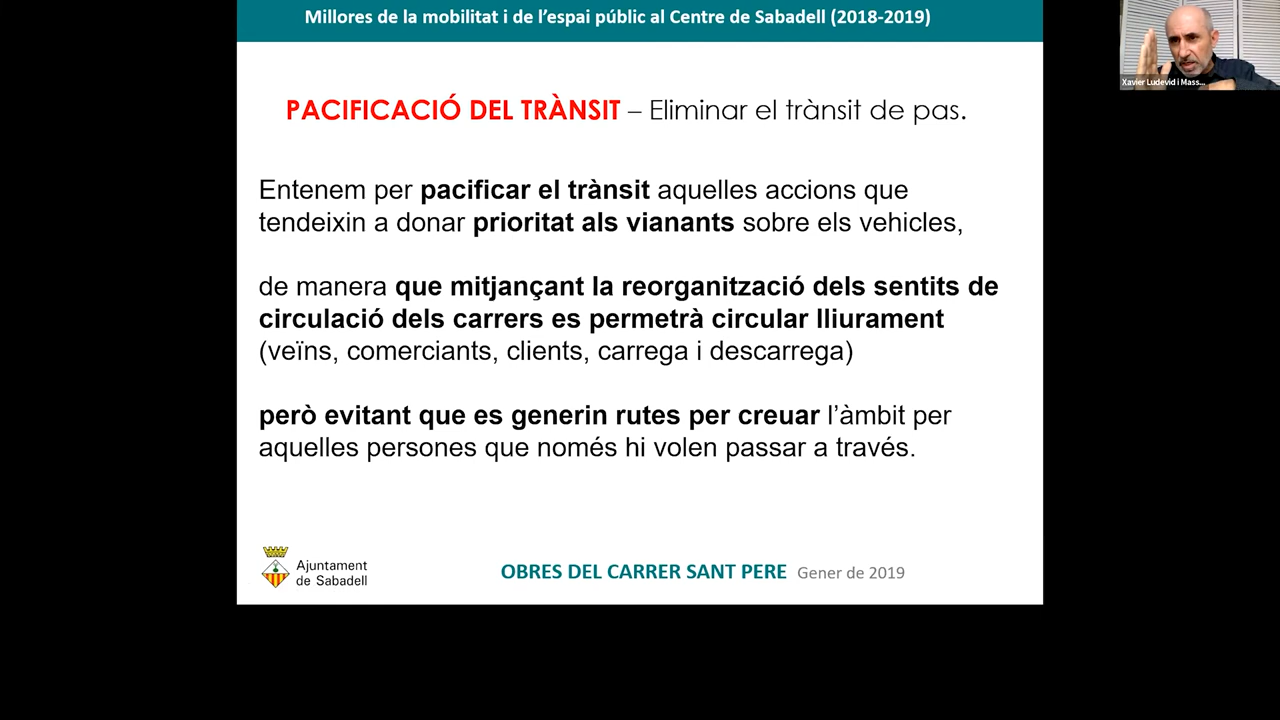 Millores de la mobilitat i de l'espai públic al Centre de Sabadell (2018-2019)
Xavier Ludevid i Mass...
PACIFICACIÓ DEL TRÀNSIT – Eliminar el trànsit de pas.
Entenem per pacificar el trànsit aquelles accions que
tendeixin a donar prioritat als vianants sobre els vehicles,
de manera que mitjançant la reorganització dels sentits de
circulació dels carrers es permetrà circular lliurament
(veïns, comerciants, clients, carrega i descarrega)
però evitant que es generin rutes per creuar l'àmbit per
aquelles persones que només hi volen passar a través.
Ajuntament
de Sabadell
OBRES DEL CARRER SANT PERE Gener de 2019